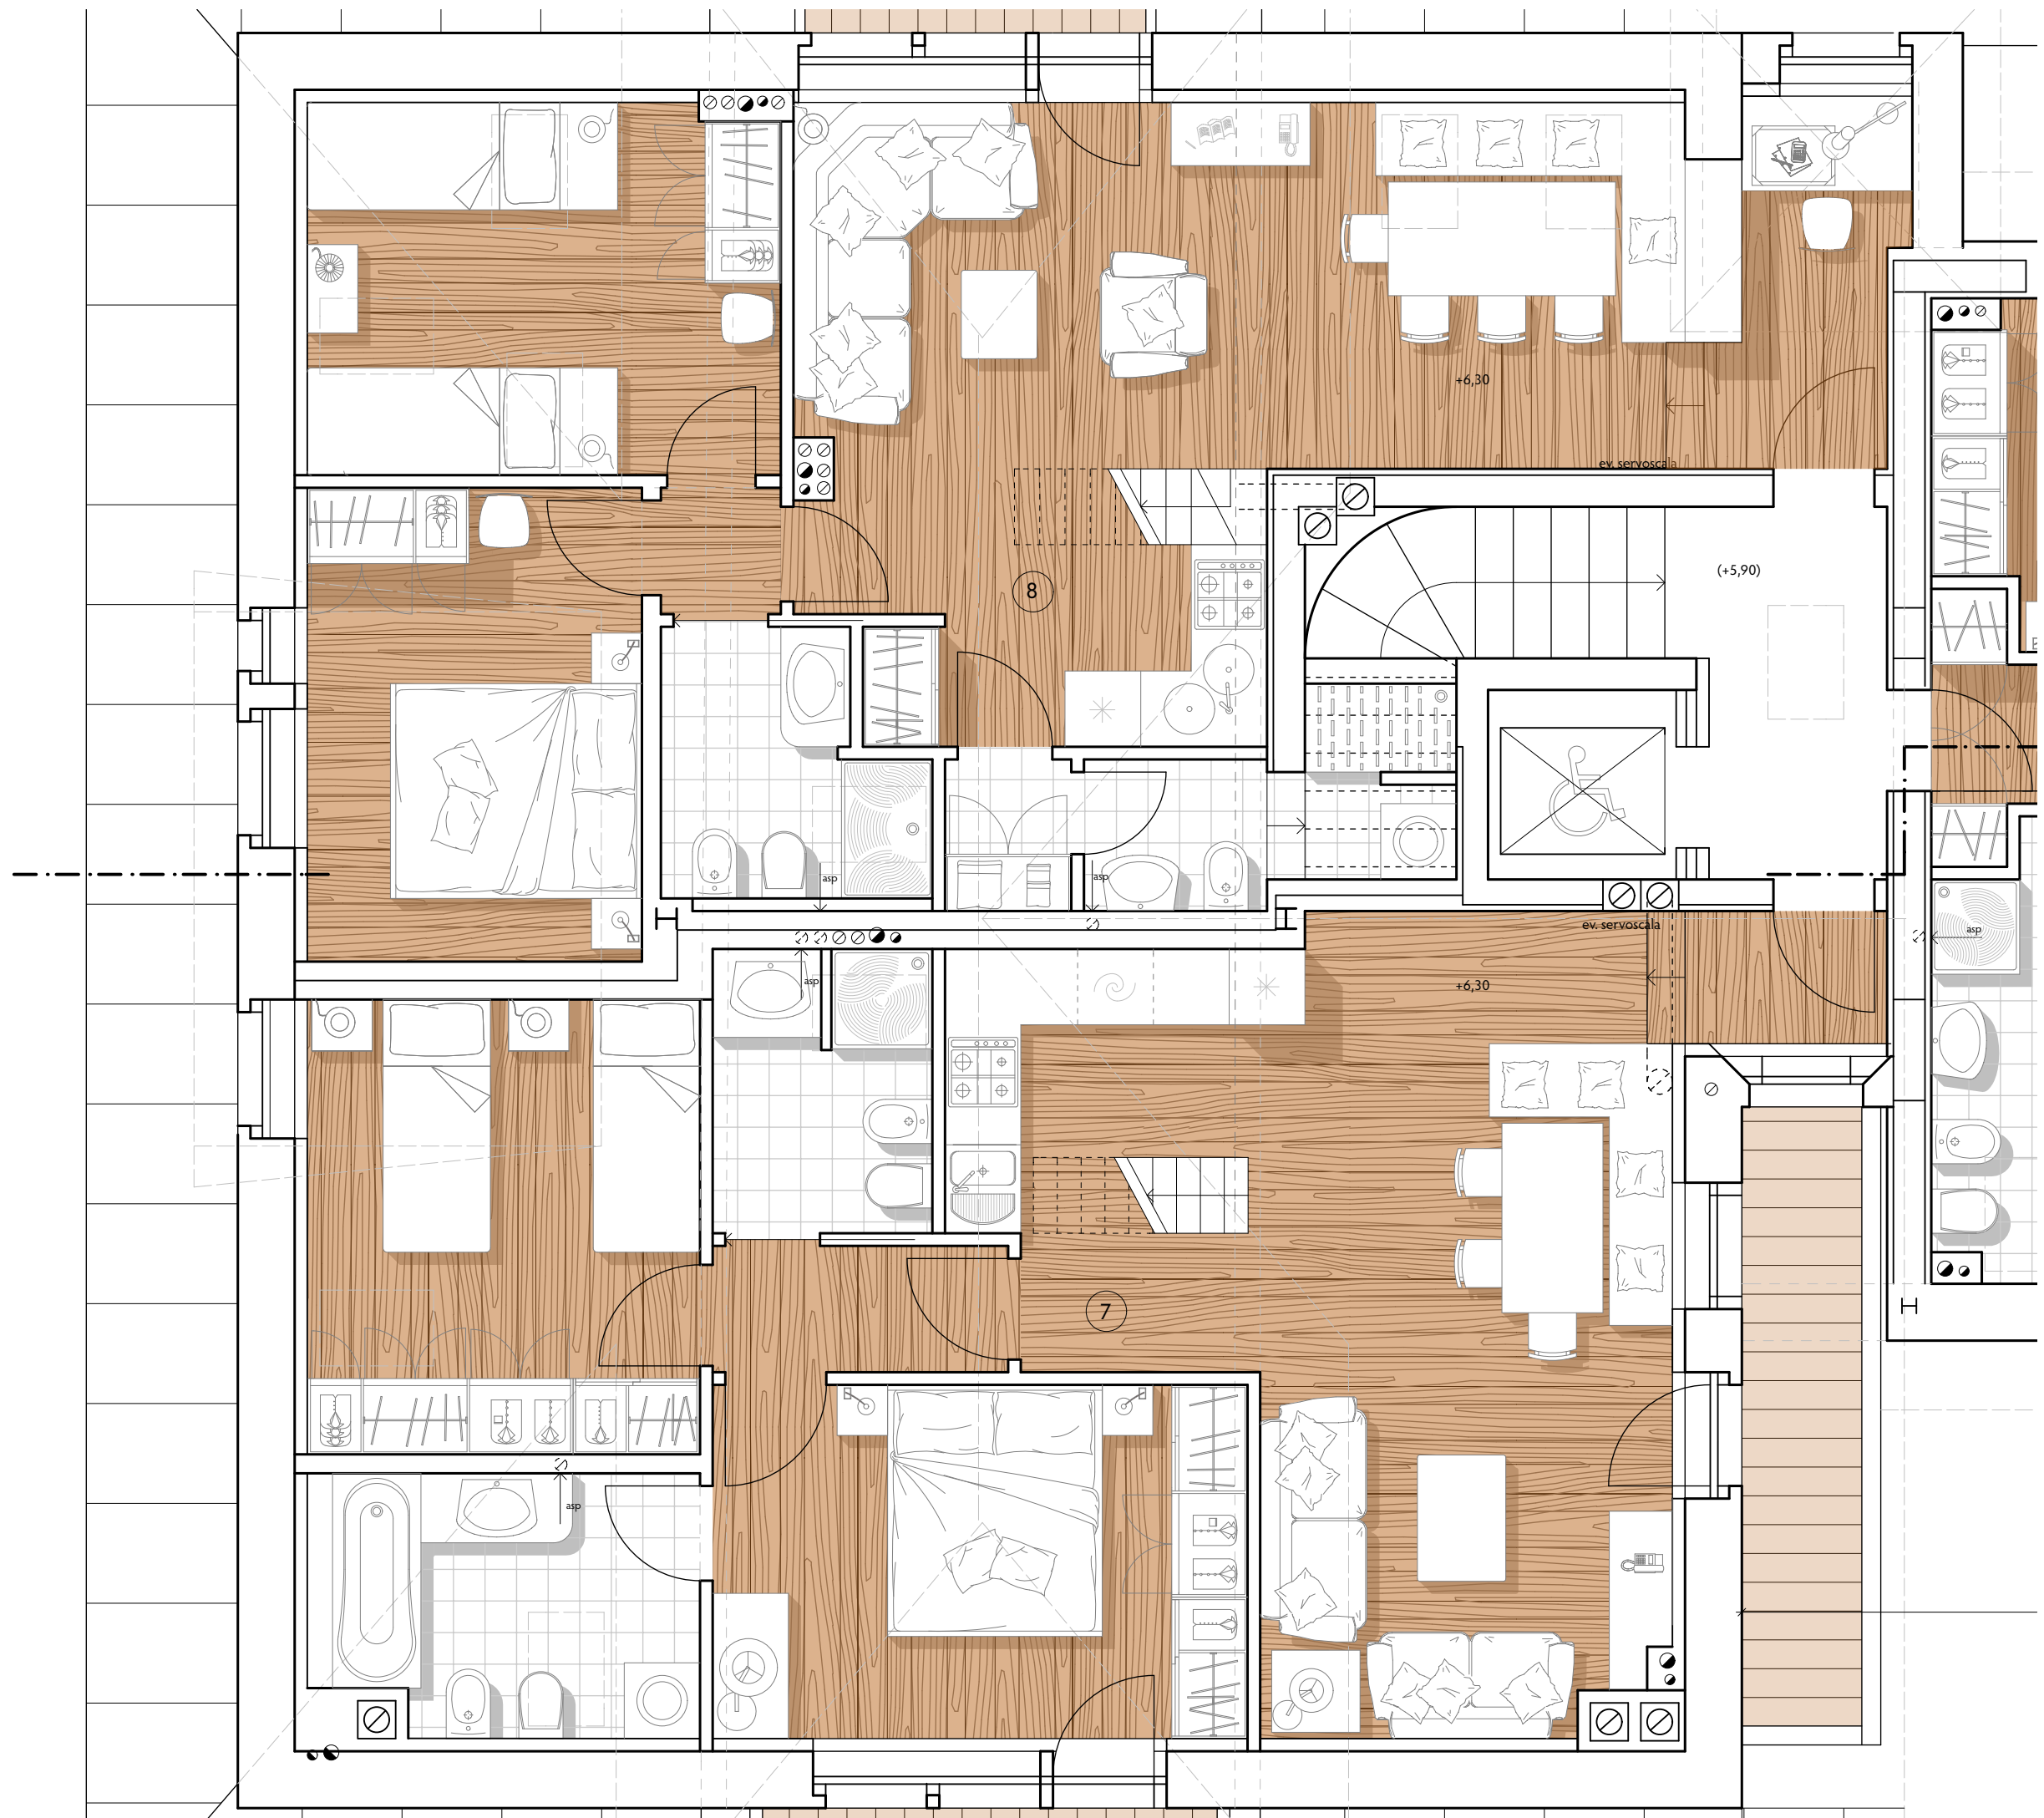 +6,30
ev. servoscala
(+5,90)
8
asp
asp
ev. servoscala
asp
asp
+6,30
7
asp